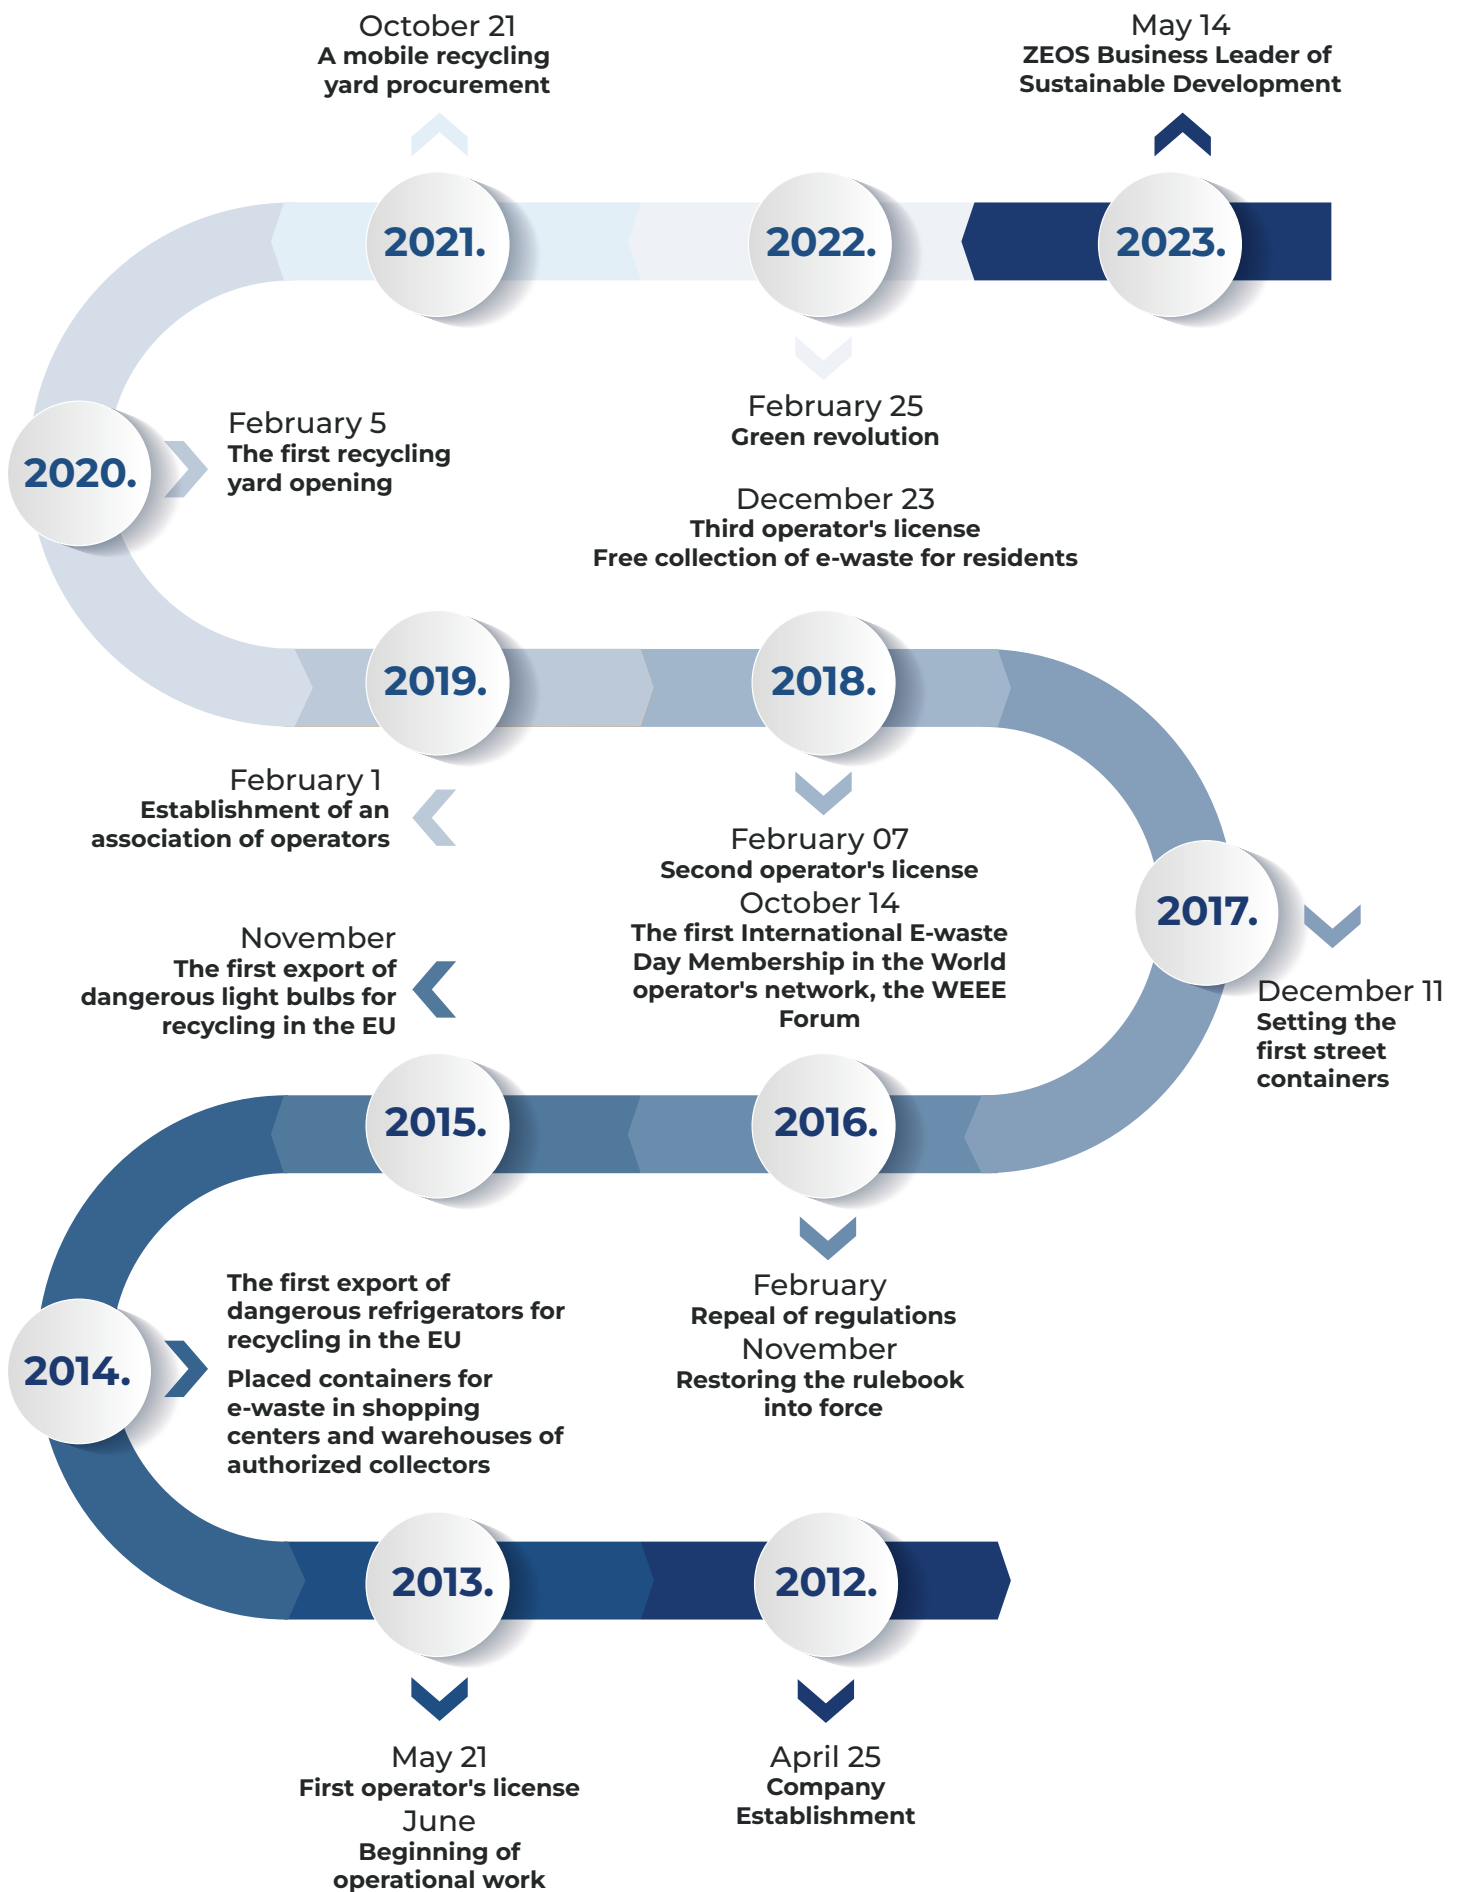 October 21
A mobile recycling
yard procurement
May 14
ZEOS Business Leader of
Sustainable Development
2021.
2022.
2023.
February 25
Green revolution
December 23
Third operator's license
Free collection of e-waste for residents
2020.
February 5
The first recycling
yard opening
2019.
2018.
February 1
Establishment of an
association of operators
February 07
Second operator's license
October 14
The first International E-waste
Day Membership in the World
operator's network, the WEEE
Forum
2017.
December 11
Setting the
first street
containers
November
The first export of
dangerous light bulbs for
recycling in the EU
2015.
2016.
February
Repeal of regulations
November
Restoring the rulebook
into force
2014.
The first export of
dangerous refrigerators for
recycling in the EU
Placed containers for
e-waste in shopping
centers and warehouses of
authorized collectors
2013.
2012.
May 21
First operator's license
June
Beginning of
operational work
April 25
Company
Establishment